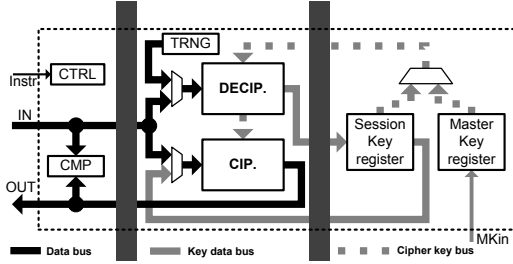 TRNG
Instr
CTRL
DECIP.
IN
Session
Key
register
Master
Key
register
CMP
CIP.
OUT
MKin
Data bus
Key data bus
Cipher key bus